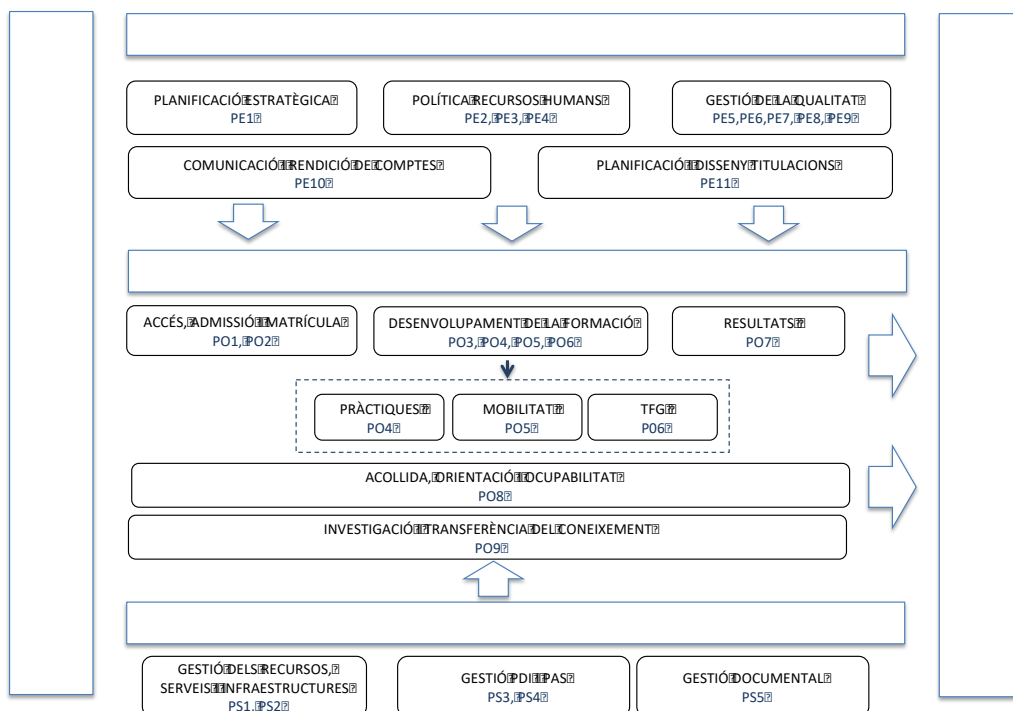 PLANIFICACIÓ ESTRATÈGICA
PE1
POLÍTICA RECURSOS HUMANS
PE2, PE3, PE4
GESTIÓ DE LA QUALITAT
PE5,PE6,PE7, PE8, PE9
COMUNICACIÓ I RENDICIÓ DE COMPTES
PE10
PLANIFICACIÓ I DISSENY TITULACIONS
PE11
ACCÉS, ADMISSIÓ I MATRÍCULA
PO1, PO2
DESENVOLUPAMENT DE LA FORMACIÓ
PO3, PO4, PO5, PO6
RESULTATS
PO7
PRÀCTIQUES
PO4
MOBILITAT
PO5
TFG
P06
ACOLLIDA, ORIENTACIÓ I OCUPABILITAT
PO8
INVESTIGACIÓ I TRANSFERÈNCIA DEL CONEIXEMENT
PO9
GESTIÓ DELS RECURSOS,
SERVEIS I INFRAESTRUCTURES
PS1, PS2
GESTIÓ PDI I PAS
PS3, PS4
GESTIÓ DOCUMENTAL
PS5